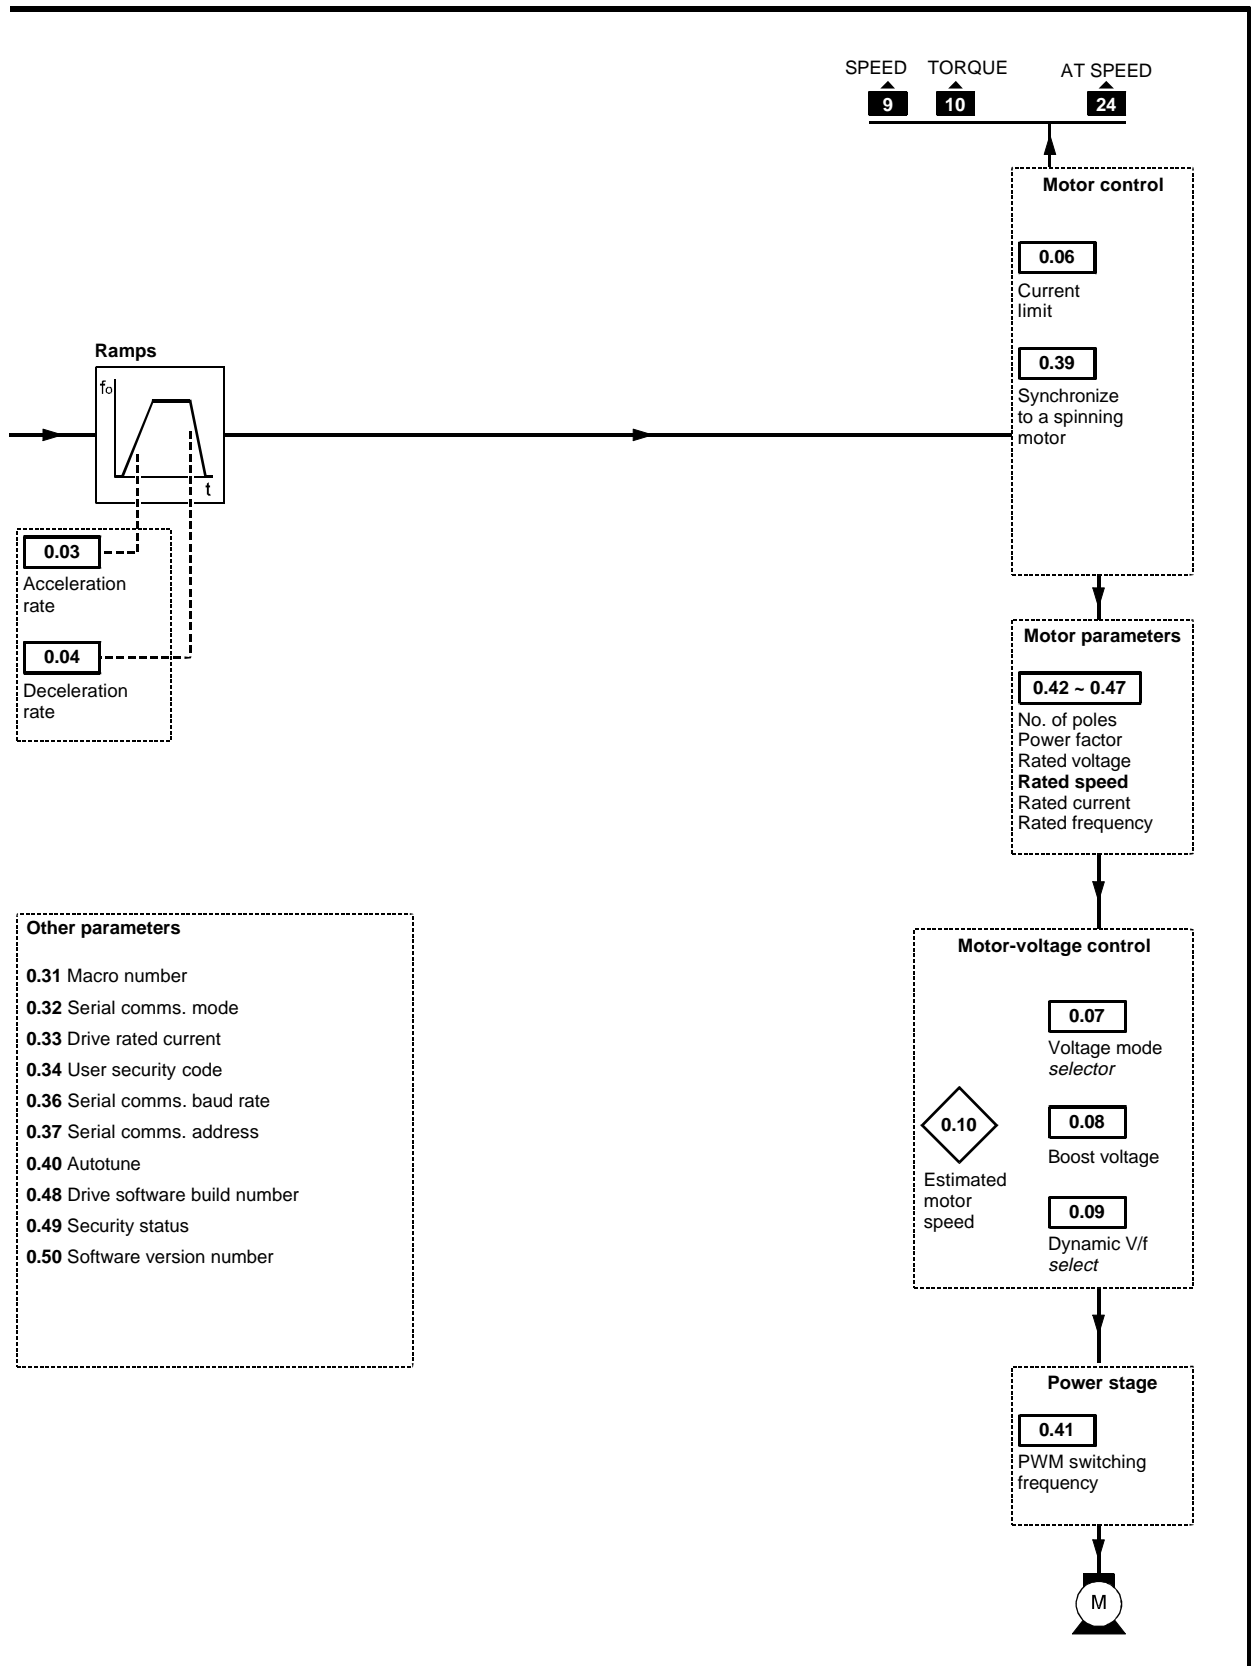 SPEED TORQUE AT SPEED
9 10 24
Motor control
0.06
Current
limit
0.39
Synchronize
to a spinning
motor
Ramps
fo
t
0.03
Acceleration
rate
0.04
Deceleration
rate
Motor parameters
0.42 ~ 0.47
No. of poles
Power factor
Rated voltage
Rated speed
Rated current
Rated frequency
Other parameters
0.31 Macro number
0.32 Serial comms. mode
0.33 Drive rated current
0.34 User security code
0.36 Serial comms. baud rate
0.37 Serial comms. address
0.40 Autotune
0.48 Drive software build number
0.49 Security status
0.50 Software version number
Motor-voltage control
0.07
Voltage mode
selector
0.10
Estimated
motor
speed
0.08
Boost voltage
0.09
Dynamic V/f
select
Power stage
0.41
PWM switching
frequency
M